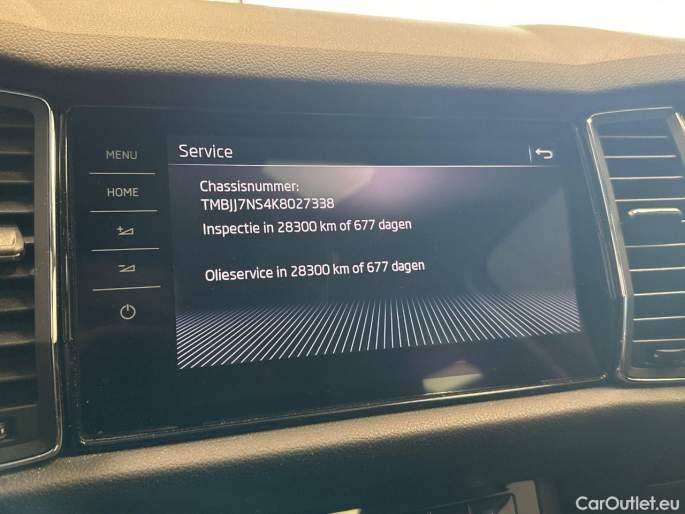 MENU
HOME
Service
Chassisnummer:
TMBJJ7NS4K8027338
Inspectie in 28300 km of 677 dagen
Olieservice in 28300 km of 677 dagen
CarOutlet.eu